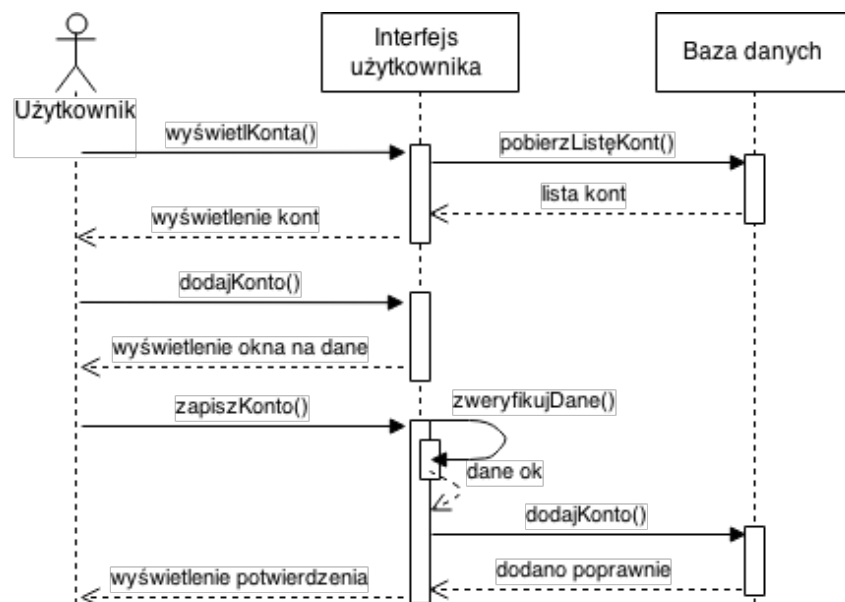 Interfejs
użytkownika
Baza danych
Użytkownik
wyświetlKonta()
pobierzListęKont()
lista kont
wyświetlenie kont
dodajKonto()
wyświetlenie okna na dane
zapiszKonto()
zweryfikujDane()
dane ok
dodajKonto()
dodano poprawnie
wyświetlenie potwierdzenia